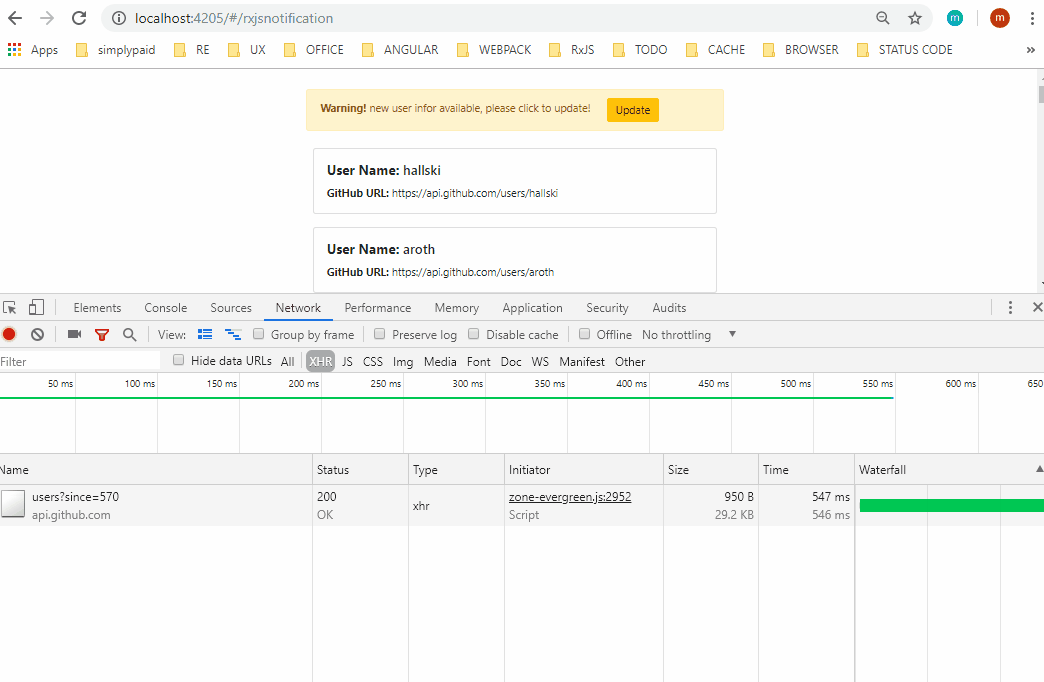 localhost:4205/#/rxjsnotification m m
Apps simplypaid RE UX OFFICE ANGULAR WEBPACK RxJS TODO CACHE BROWSER STATUS CODE »
Warning! new user infor available, please click to update! Update
User Name: hallski
GitHub URL: https://api.github.com/users/hallski
User Name: aroth
GitHub URL: https://api.github.com/users/aroth
Elements Console Sources Network Performance Memory Application Security Audits
View: Group by frame Preserve log Disable cache Offline No throttling
Filter Hide data URLs All XHR JS CSS Img Media Font Doc WS Manifest Other
50 ms 100 ms 150 ms 200 ms 250 ms 300 ms 350 ms 400 ms 450 ms 500 ms 550 ms 600 ms 650
Name Status Type Initiator Size Time Waterfall
users?since=570 200 xhr zone-evergreen.js:2952 950 B 547 ms
api.github.com OK Script 29.2 KB 546 ms